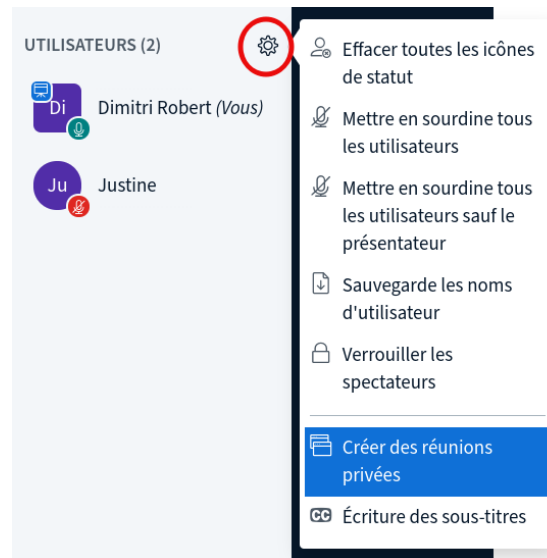 UTILISATEURS (2)
Di
Dimitri Robert (Vous)
Ju
Justine
Effacer toutes les icônes
de statut
Mettre en sourdine tous
les utilisateurs
Mettre en sourdine tous
les utilisateurs sauf le
présentateur
Sauvegarde les noms
d'utilisateur
Verrouiller les
spectateurs
Créer des réunions
privées
CC
Écriture des sous-titres